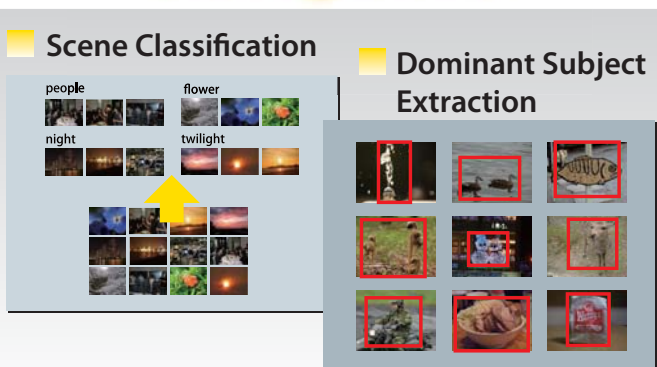 Scene Classification
people
flower
night
twilight
Dominant Subject
Extraction